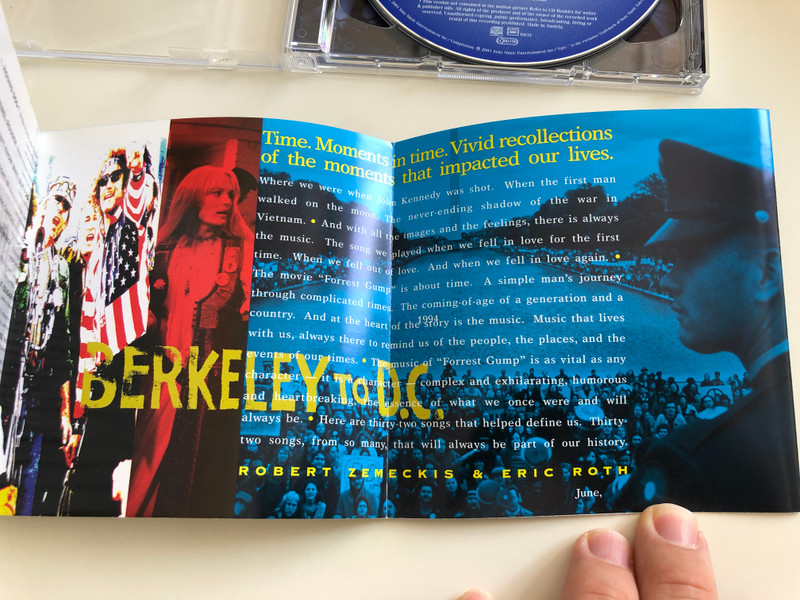 Time. Moments in time. Vivid recollections
of the moments that impacted our lives.
Where we were when John Kennedy was shot. When the first man
walked on the moon. The never-ending shadow of the war in
Vietnam. • And with all the images and the feelings, there is always
the music. The song we played when we fell in love for the first
time. When we fell out of love. And when we fell in love again. •
The movie “Forrest Gump” is about time. A simple man's journey
through complicated times. The coming-of-age of a generation and a
1994
country. And at the heart of the story is the music. Music that lives
with us, always there to remind us of the people, the places, and the
events of our times. • The music of “Forrest Gump” is as vital as any
character - it is a character - complex and exhilarating, humorous
and heartbreaking, the essence of what we once were and will
always be. • Here are thirty-two songs that helped define us. Thirty-
two songs, from so many, that will always be part of our history.
BERKELEY TO D.C.
ROBERT ZEMECKIS & ERIC ROTH
June,